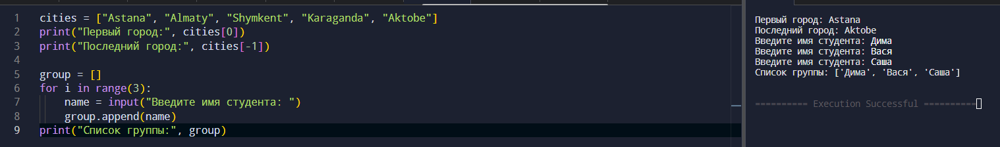 1 cities = ["Astana", "Almaty", "Shymkent", "Karaganda", "Aktobe"]
2 print("Первый город:", cities[0])
3 print("Последний город:", cities[-1])
4
5 group = []
6 for i in range(3):
7     name = input("Введите имя студента: ")
8     group.append(name)
9 print("Список группы:", group)
Первый город: Astana
Последний город: Aktobe
Введите имя студента: Дима
Введите имя студента: Вася
Введите имя студента: Саша
Список группы: ['Дима', 'Вася', 'Саша']
========== Execution Successful ==========